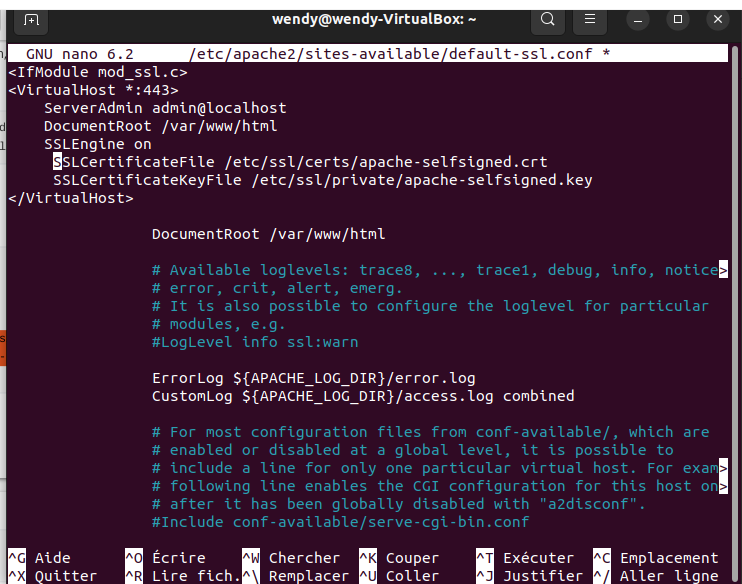 wendy@wendy-VirtualBox: ~
GNU nano 6.2 /etc/apache2/sites-available/default-ssl.conf *
<IfModule mod_ssl.c>
<VirtualHost *:443>
    ServerAdmin admin@localhost
    DocumentRoot /var/www/html
    SSLEngine on
     SSLCertificateFile /etc/ssl/certs/apache-selfsigned.crt
     SSLCertificateKeyFile /etc/ssl/private/apache-selfsigned.key
</VirtualHost>
                DocumentRoot /var/www/html
                # Available loglevels: trace8, ..., trace1, debug, info, notice>
                # error, crit, alert, emerg.
                # It is also possible to configure the loglevel for particular
                # modules, e.g.
                #LogLevel info ssl:warn
                ErrorLog ${APACHE_LOG_DIR}/error.log
                CustomLog ${APACHE_LOG_DIR}/access.log combined
                # For most configuration files from conf-available/, which are
                # enabled or disabled at a global level, it is possible to
                # include a line for only one particular virtual host. For exam>
                # following line enables the CGI configuration for this host on>
                # after it has been globally disabled with "a2disconf".
                #Include conf-available/serve-cgi-bin.conf
^G Aide ^O Écrire ^W Chercher ^K Couper ^T Exécuter ^C Emplacement
^X Quitter ^R Lire fich. ^\ Remplacer ^U Coller ^J Justifier ^/ Aller ligne